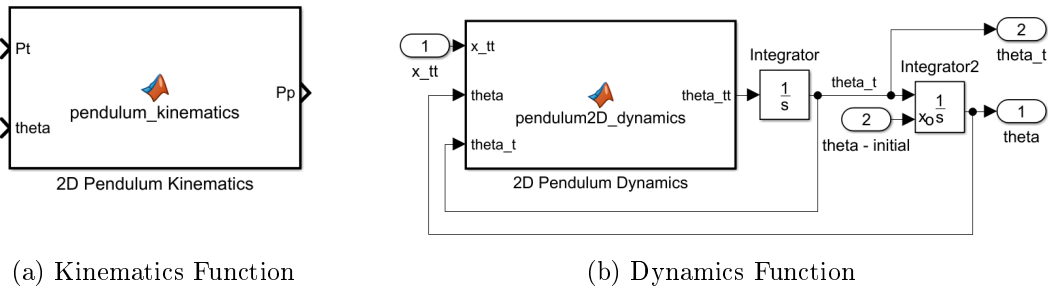 Pt
theta
pendulum_kinematics
Pp
2D Pendulum Kinematics
(a) Kinematics Function
1
x_tt
x_tt
theta
theta_t
pendulum2D_dynamics
theta_tt
2D Pendulum Dynamics
Integrator
1
s
theta_t
2
theta - initial
Integrator2
xo
1
s
2
theta_t
1
theta
(b) Dynamics Function